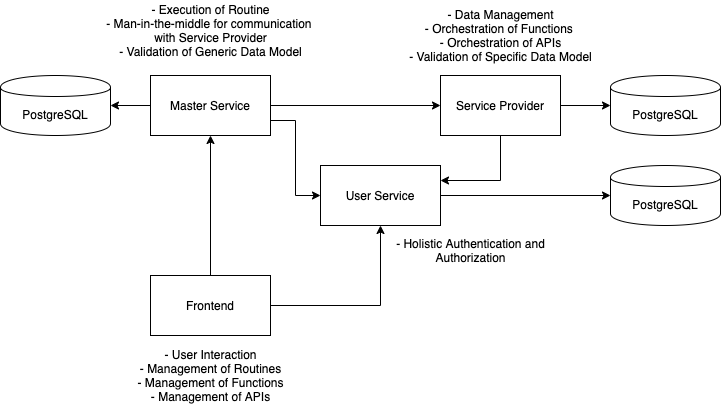 - Execution of Routine
- Man-in-the-middle for communication
with Service Provider
- Validation of Generic Data Model
- Data Management
- Orchestration of Functions
- Orchestration of APIs
- Validation of Specific Data Model
PostgreSQL
Master Service
Service Provider
PostgreSQL
User Service
PostgreSQL
- Holistic Authentication and
Authorization
Frontend
- User Interaction
- Management of Routines
- Management of Functions
- Management of APIs